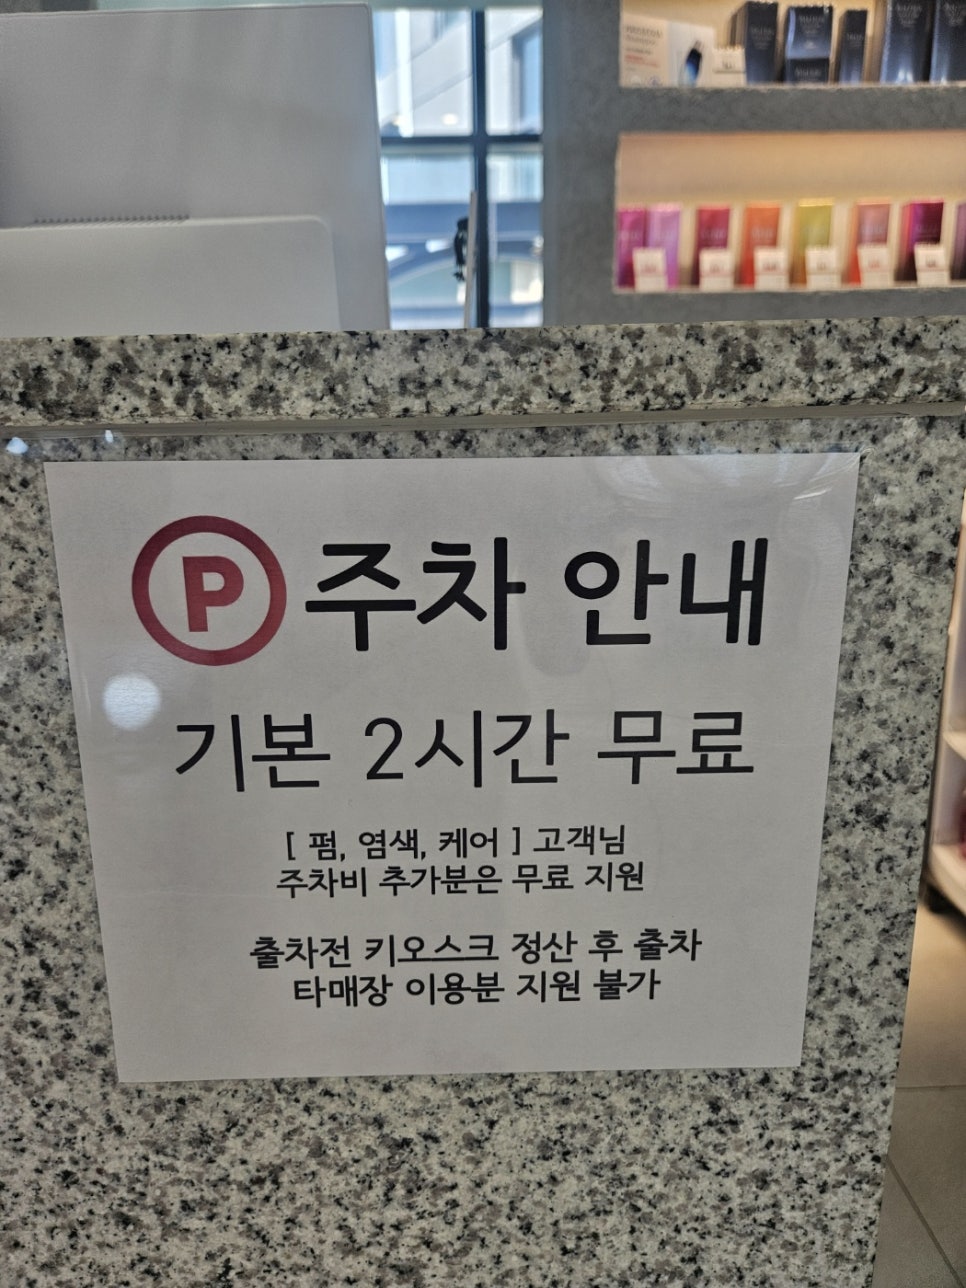 P 주차 안내
기본 2시간 무료
[ 펌, 염색, 케어 ] 고객님
주차비 추가분은 무료 지원
출차전 키오스크 정산 후 출차
타매장 이용분 지원 불가